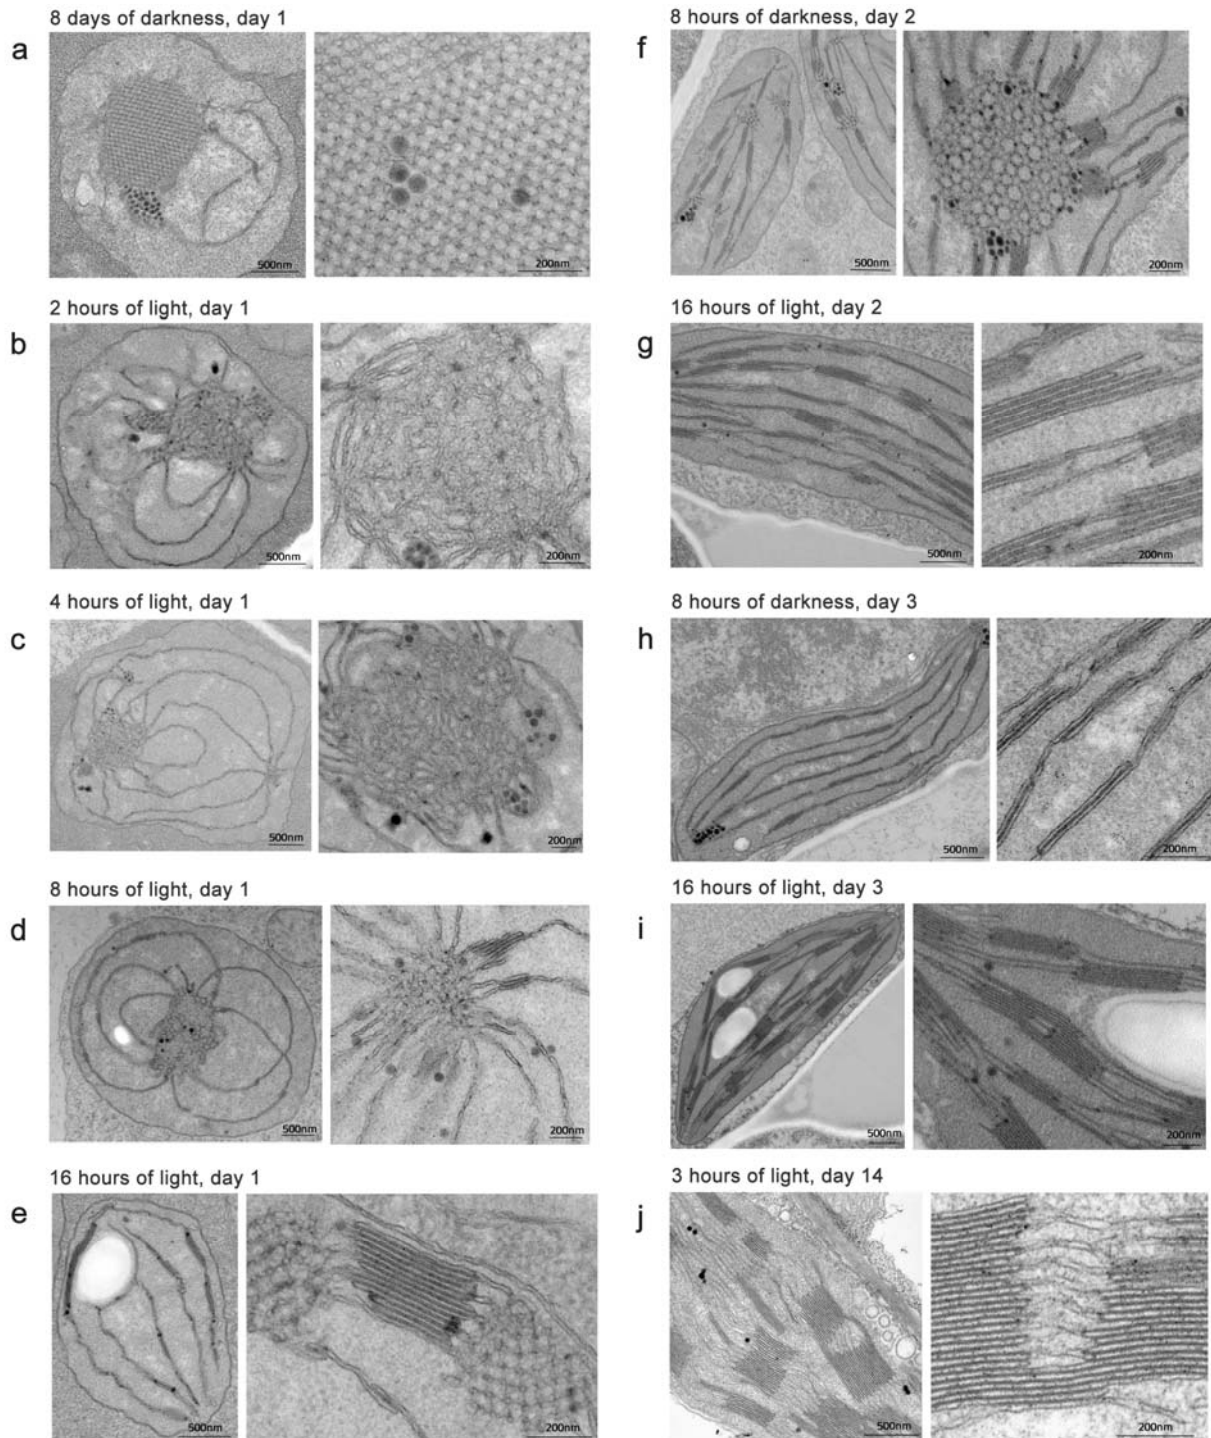 8 days of darkness, day 1
a
500nm
200nm
2 hours of light, day 1
b
500nm
200nm
4 hours of light, day 1
c
500nm
200nm
8 hours of light, day 1
d
500nm
200nm
16 hours of light, day 1
e
500nm
200nm
8 hours of darkness, day 2
f
500nm
200nm
16 hours of light, day 2
g
500nm
200nm
8 hours of darkness, day 3
h
500nm
200nm
16 hours of light, day 3
i
500nm
200nm
3 hours of light, day 14
j
500nm
200nm